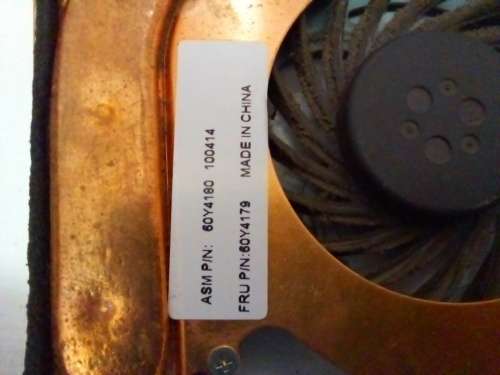 ASM P/N: 60Y4180 100414
FRU P/N:60Y4179 MADE IN CHINA